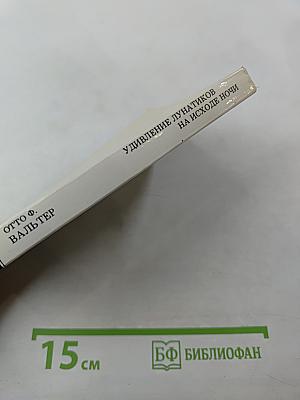 ОТТО Ф.
ВАЛЬТЕР
УДИВЛЕНИЕ ЛУНАТИКОВ
НА ИСХОДЕ НОЧИ
15 см
БФ БИБЛИОФАН